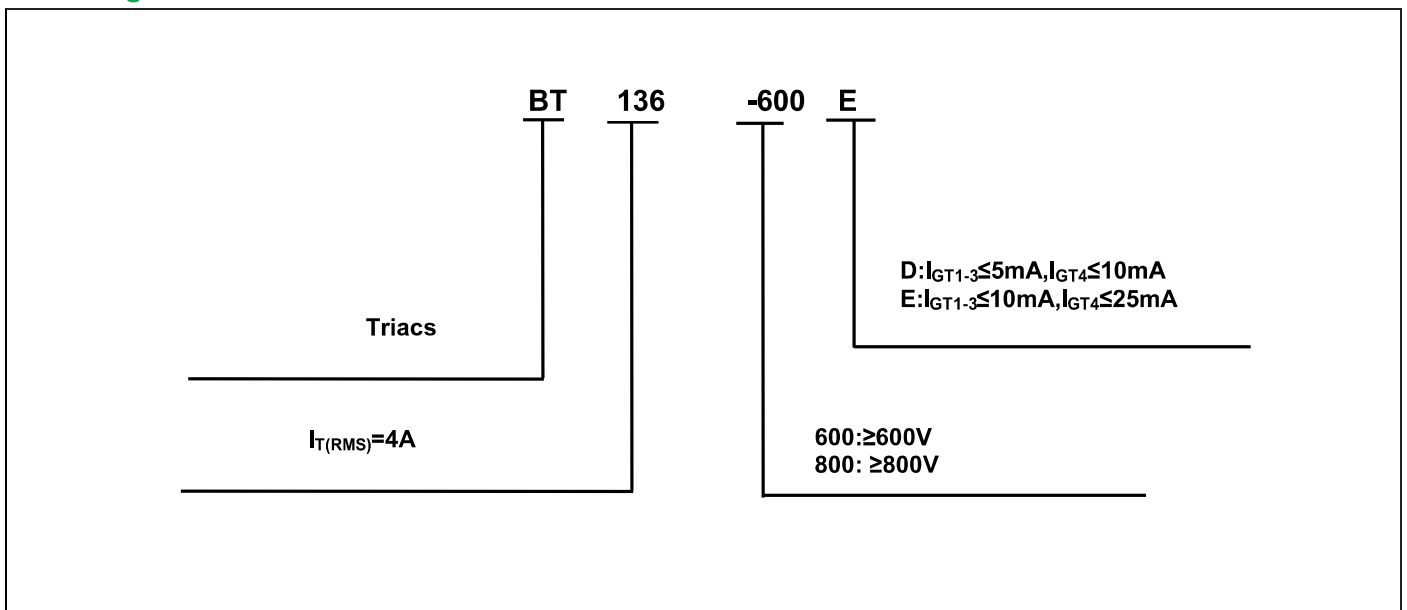 BT 136 -600 E
D:IGT1-3≤5mA,IGT4≤10mA
E:IGT1-3≤10mA,IGT4≤25mA
Triacs
IT(RMS)=4A
600:≥600V
800: ≥800V